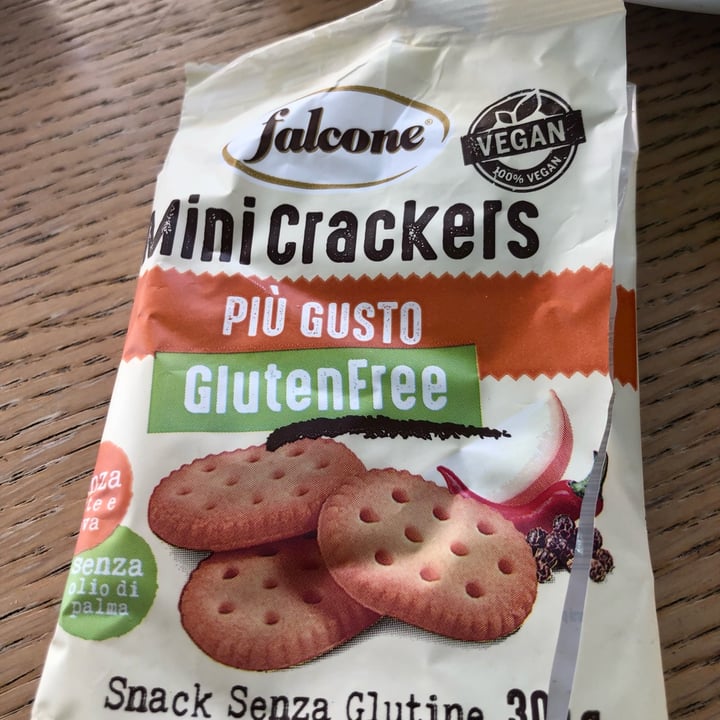 falcone®
VEGAN
100% VEGAN
Mini Crackers
PIÙ GUSTO
GlutenFree
senza
olio di
palma
Snack Senza Glutine